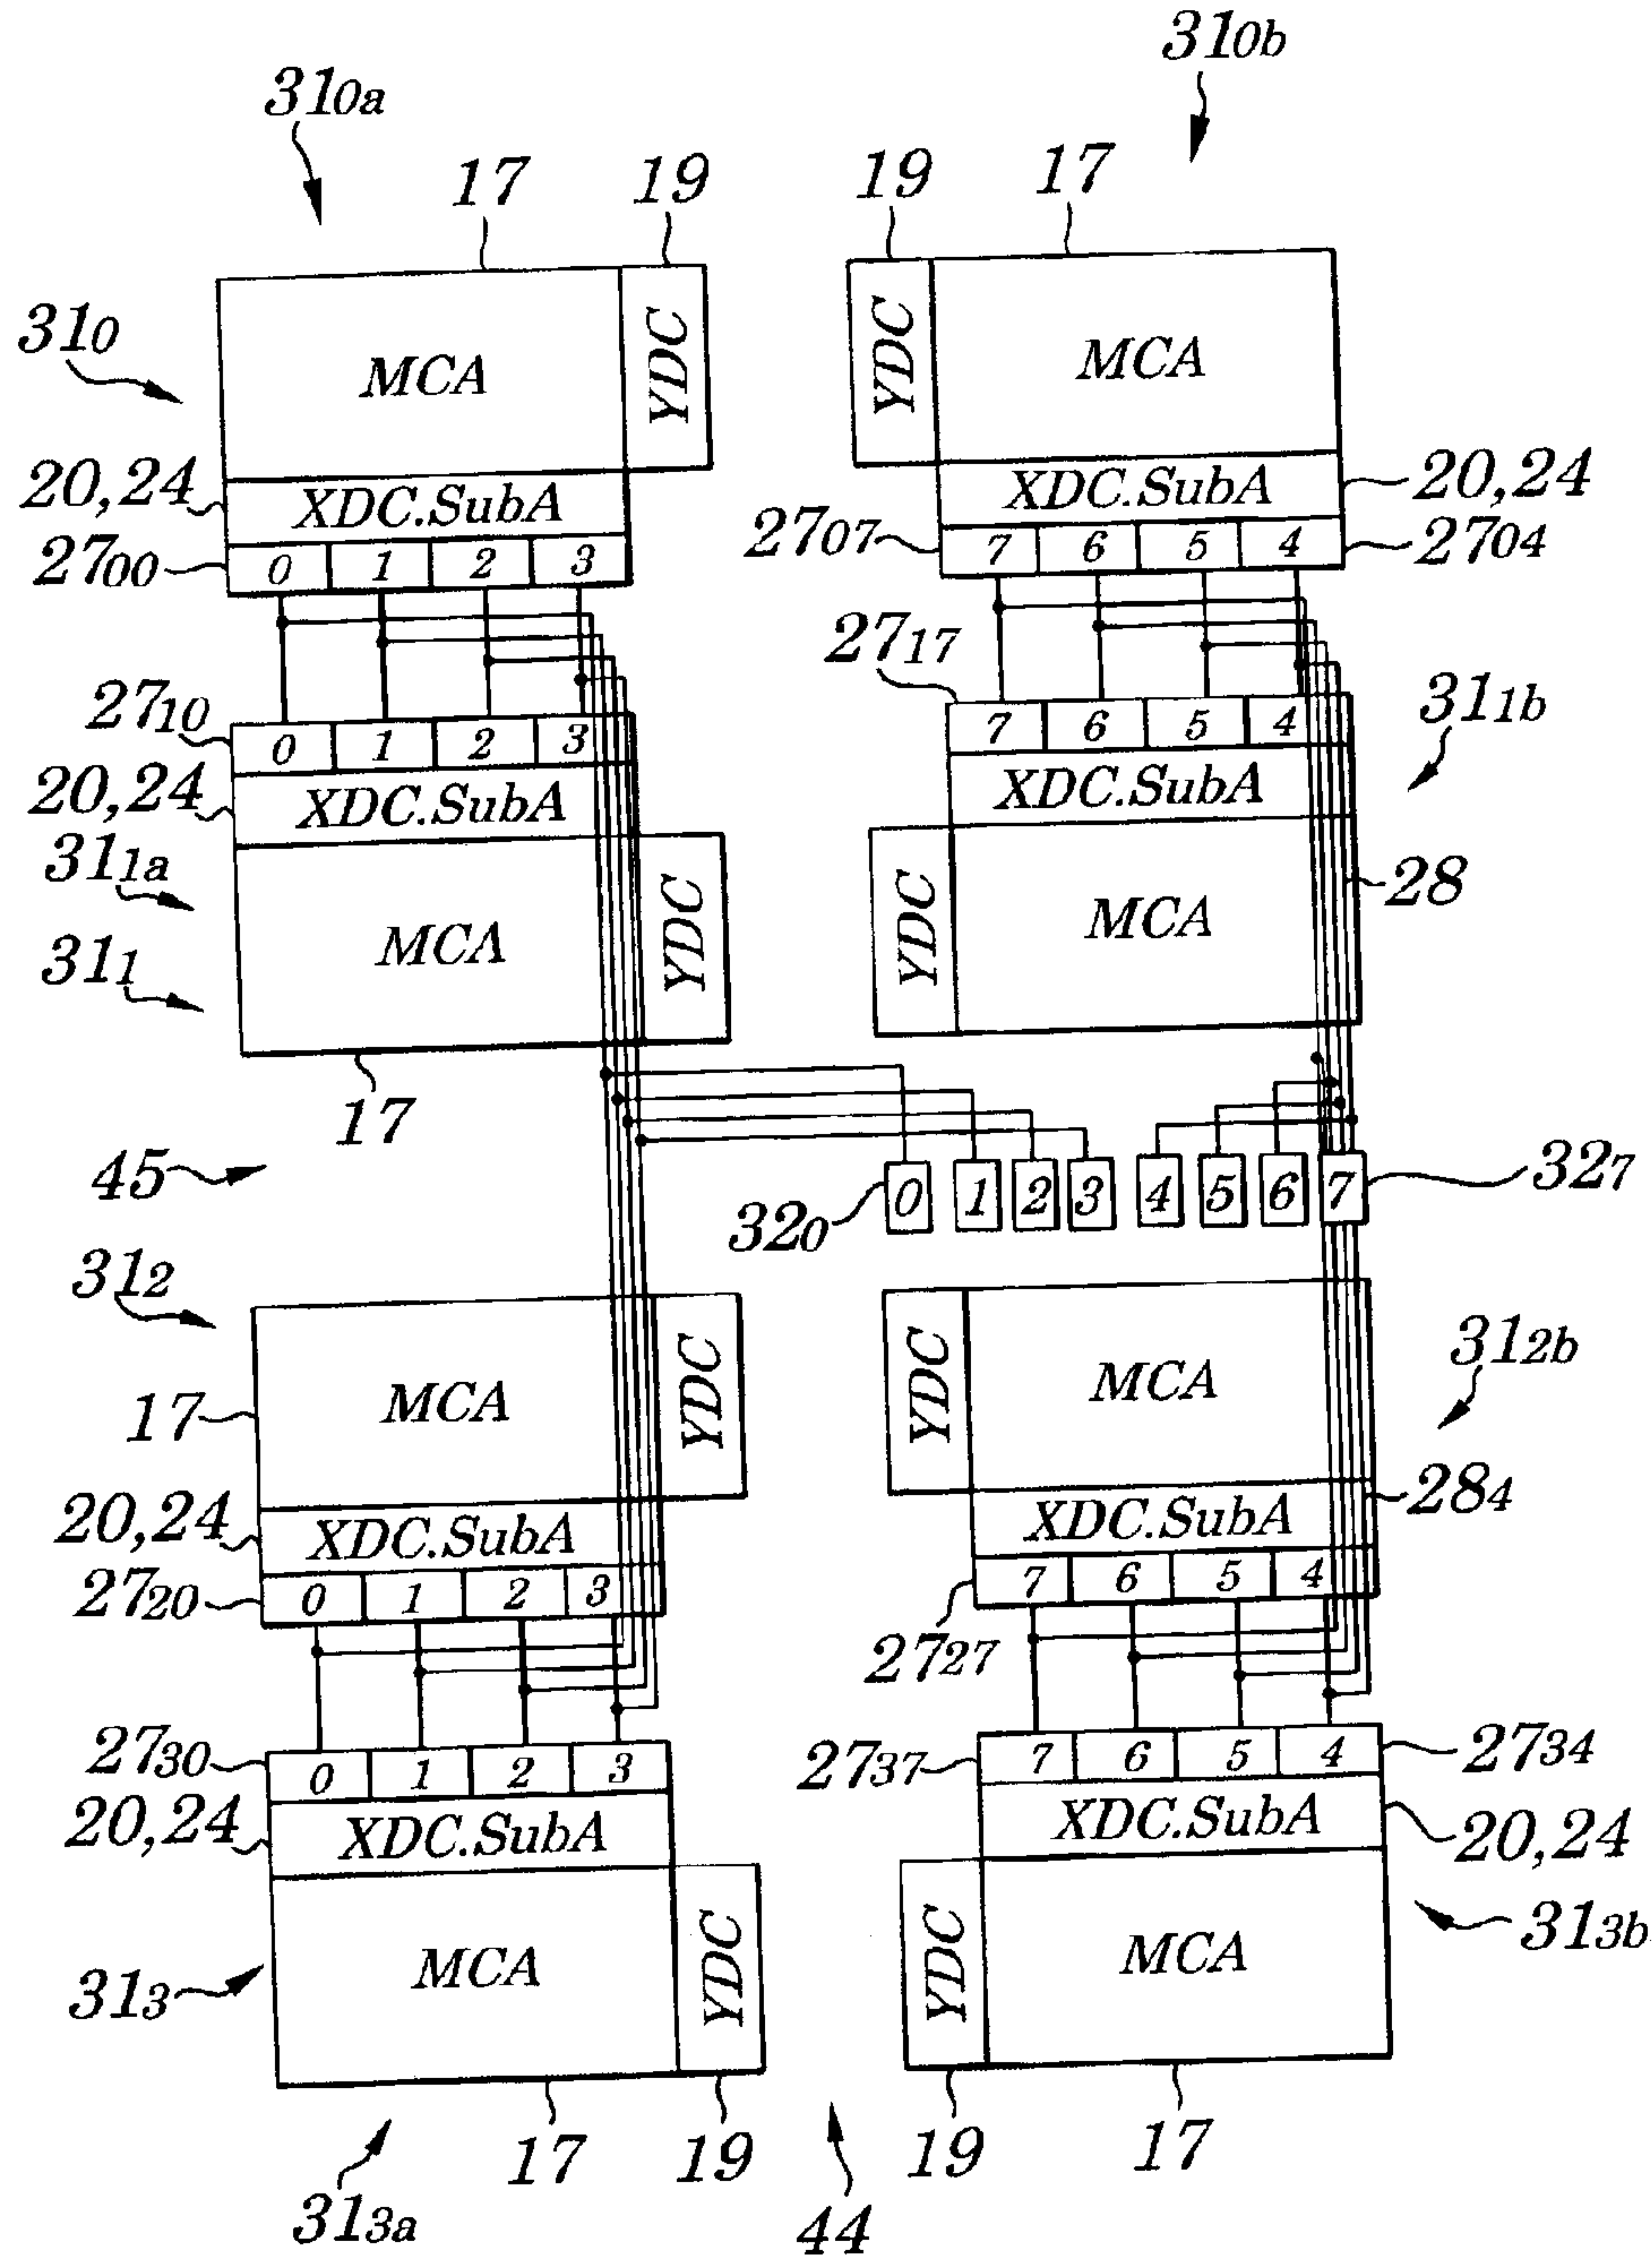 31₀ₐ
31₀b
17
19
19
17
31₀
MCA
YDC
YDC
MCA
20,24
XDC.SubA
XDC.SubA
20,24
27₀₀
0 1 2 3
27₀₇
7 6 5 4
27₀₄
27₁₇
27₁₀
0 1 2 3
7 6 5 4
31₁b
20,24
XDC.SubA
XDC.SubA
31₁ₐ
MCA
YDC
YDC
MCA
28
31₁
17
45
32₀
0 1 2 3 4 5 6 7
32₇
31₂
17
MCA
YDC
YDC
MCA
31₂b
28₄
20,24
XDC.SubA
XDC.SubA
27₂₀
0 1 2 3
7 6 5 4
27₂₇
27₃₀
0 1 2 3
27₃₇
7 6 5 4
27₃₄
20,24
XDC.SubA
XDC.SubA
20,24
31₃
MCA
YDC
YDC
MCA
31₃b
17
19
19
17
31₃ₐ
44